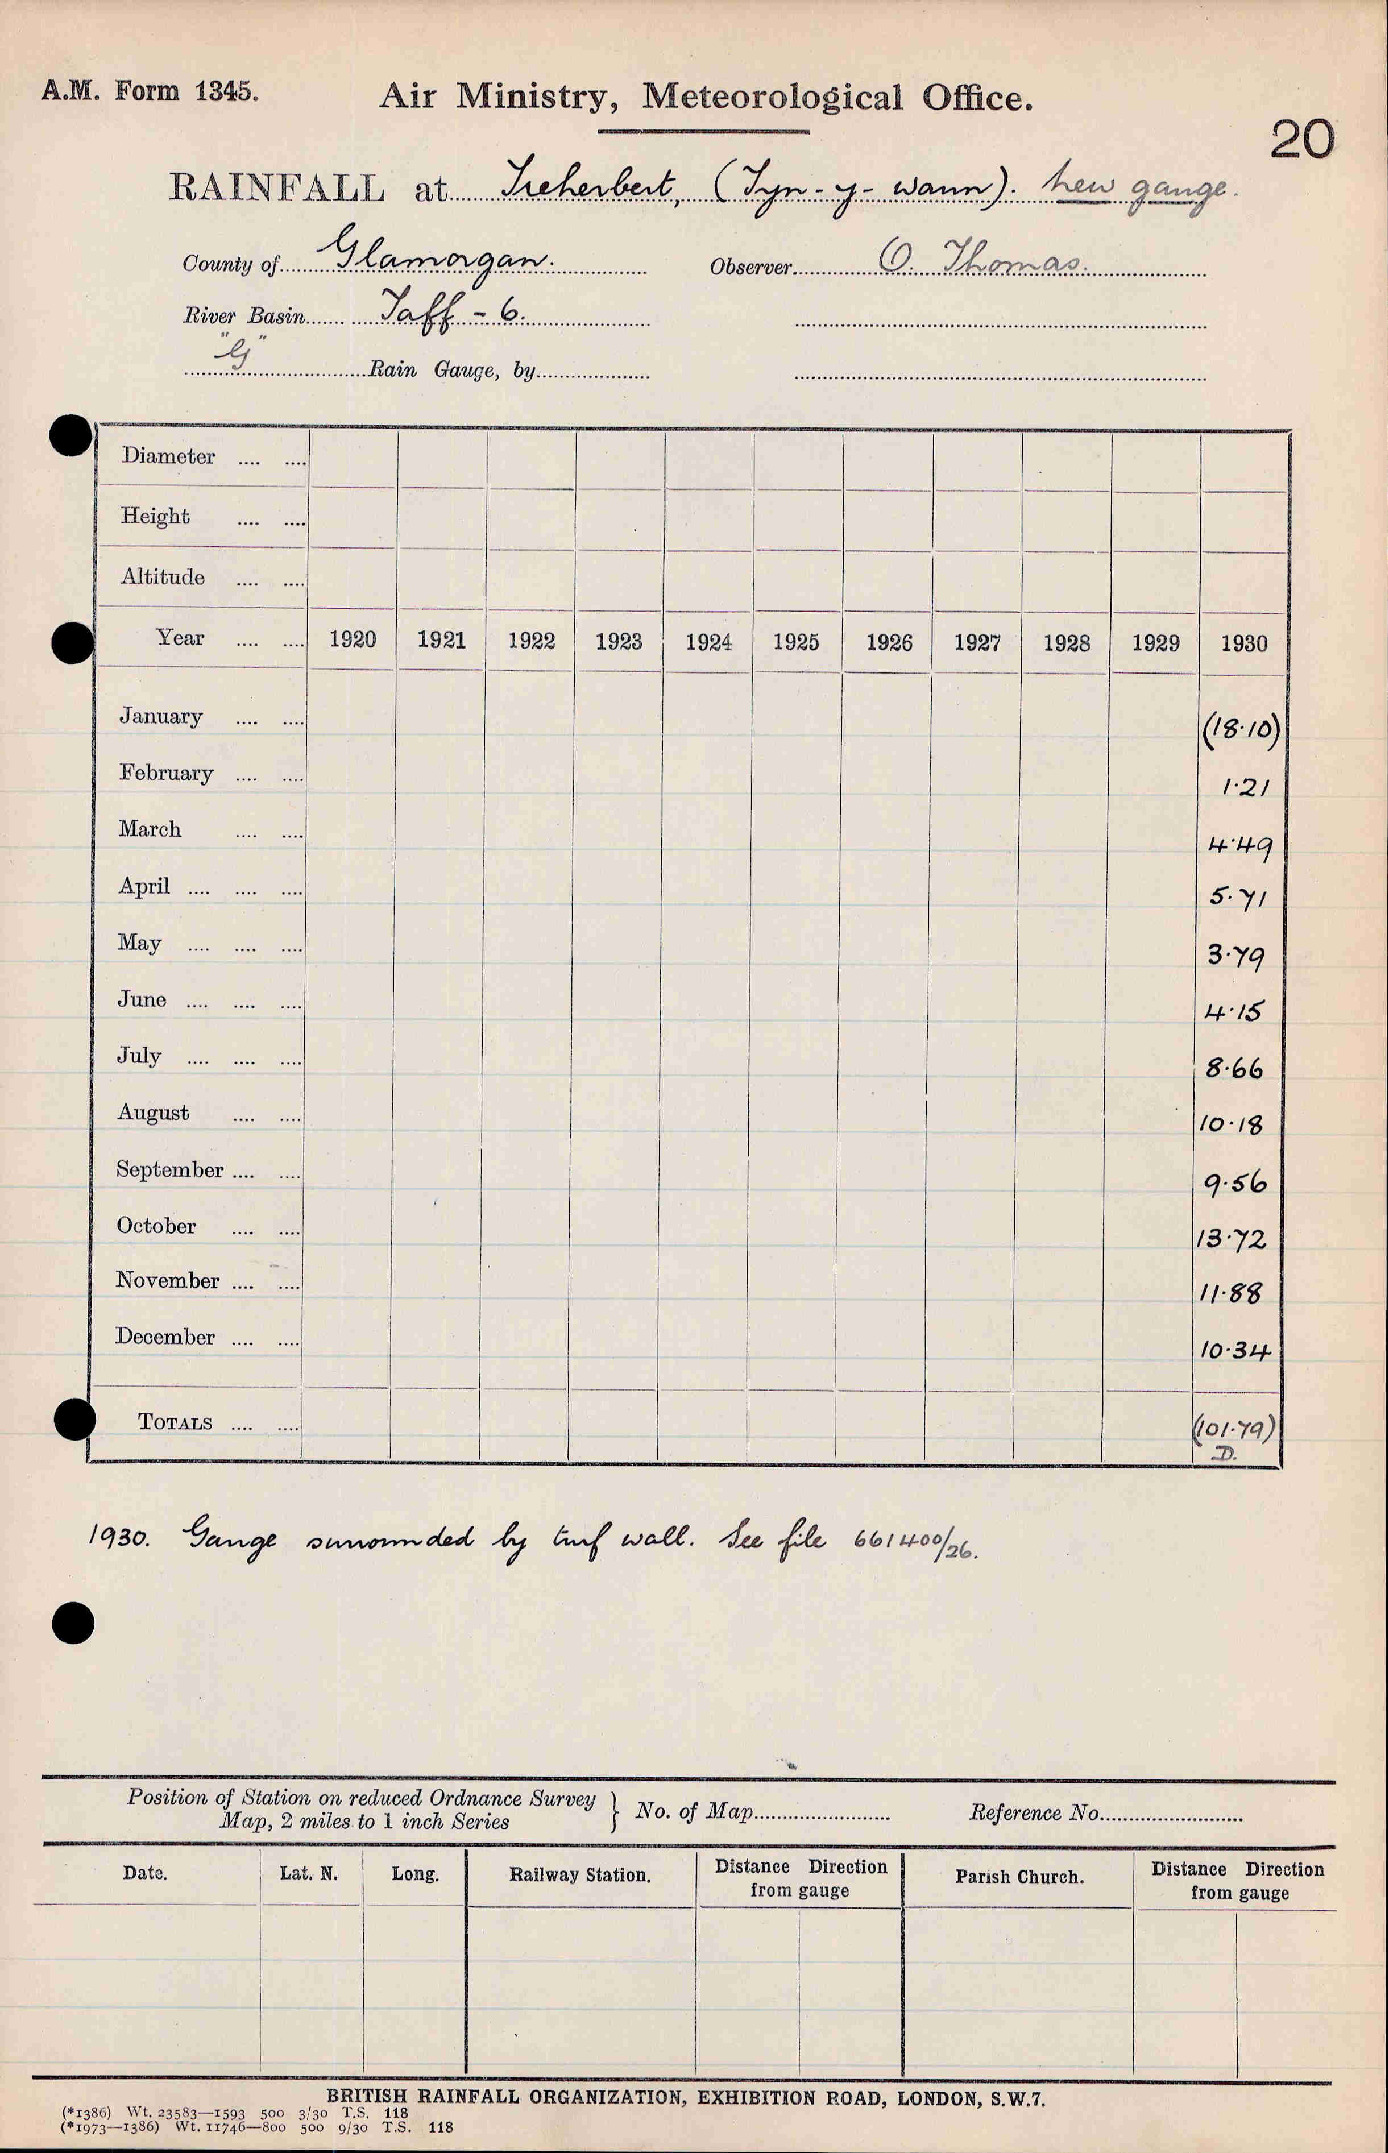 A.M. Form 1345.
Air Ministry, Meteorological Office.
20
RAINFALL at Treherbert, (Tyn-y-waun). new gauge.
County of Glamorgan. Observer O. Thomas.
River Basin Taff - 6.
"G" Rain Gauge, by
Diameter .... ....
Height .... ....
Altitude .... ....
Year .... .... 1920 1921 1922 1923 1924 1925 1926 1927 1928 1929 1930
January .... .... (18.10)
February .... .... 1.21
March .... .... 4.49
April .... .... .... 5.71
May .... .... .... 3.79
June .... .... .... 4.15
July .... .... .... 8.66
August .... .... 10.18
September .... .... 9.56
October .... .... 13.72
November .... .... 11.88
December .... .... 10.34
TOTALS .... .... (101.79)
D.
1930. Gauge surrounded by turf wall. See file 661400/26.
Position of Station on reduced Ordnance Survey
Map, 2 miles to 1 inch Series } No. of Map Reference No.
Date. Lat. N. Long. Railway Station. Distance Direction from gauge Parish Church. Distance Direction from gauge
BRITISH RAINFALL ORGANIZATION, EXHIBITION ROAD, LONDON, S.W.7.
(*1386) Wt. 23583—1593 500 3/30 T.S. 118
(*1973—1386) Wt. 11746—800 500 9/30 T.S. 118